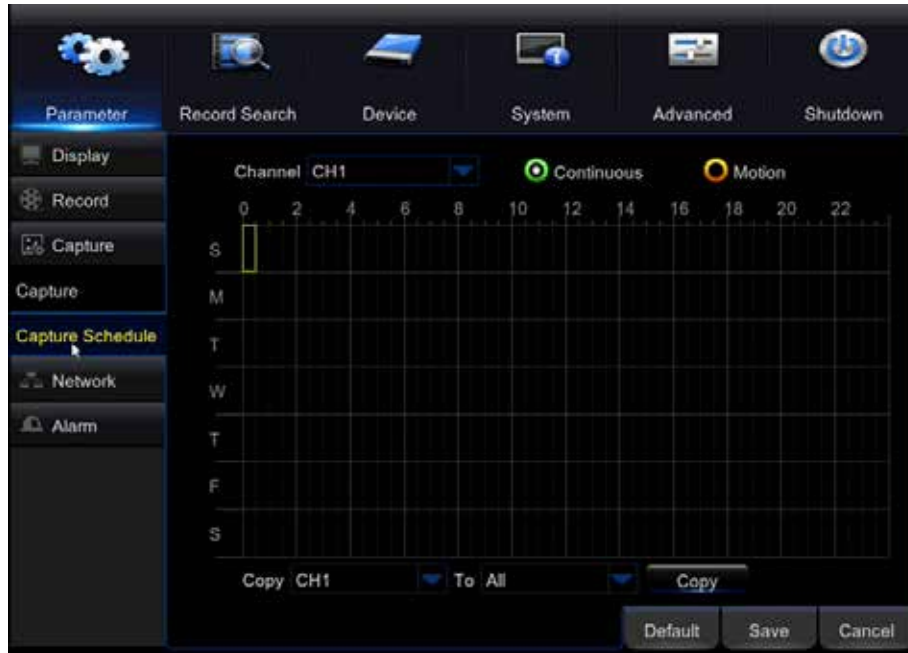 Parameter Record Search Device System Advanced Shutdown
Display
Channel CH1 Continuous Motion
Record
0 2 4 6 8 10 12 14 16 18 20 22
Capture
S
Capture
M
Capture Schedule
T
Network
W
Alarm
T
F
S
Copy CH1 To All Copy
Default Save Cancel